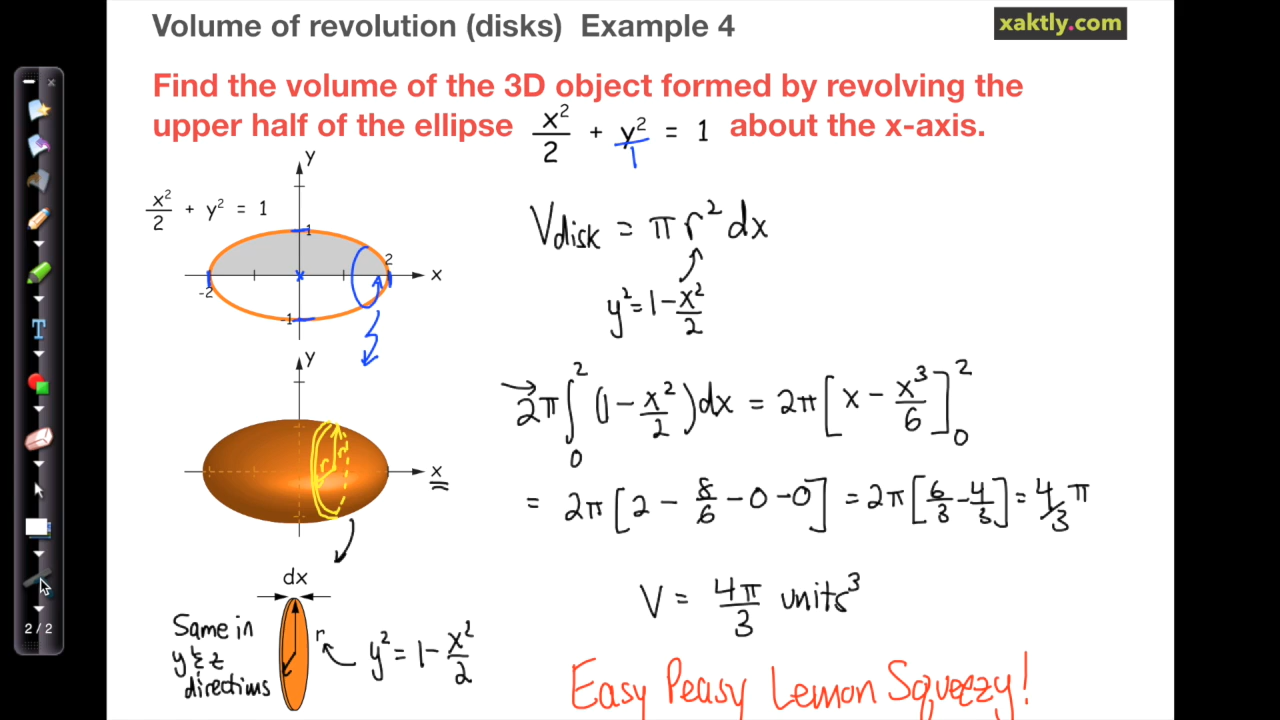 Volume of revolution (disks) Example 4
xaktly.com
Find the volume of the 3D object formed by revolving the
upper half of the ellipse x²/2 + y²/1 = 1 about the x-axis.
y
x²/2 + y² = 1
1
2
x
-2
-1
V disk = π r² dx
y² = 1 - x²/2
y
x
r
r
2π ∫₀² (1 - x²/2) dx = 2π [x - x³/6]₀²
= 2π [2 - 8/6 - 0 - 0] = 2π [6/3 - 4/3] = 4/3 π
V = 4π/3 units³
dx
r
Same in
y & z
directions
y² = 1 - x²/2
Easy Peasy Lemon Squeezy!
T
2 / 2